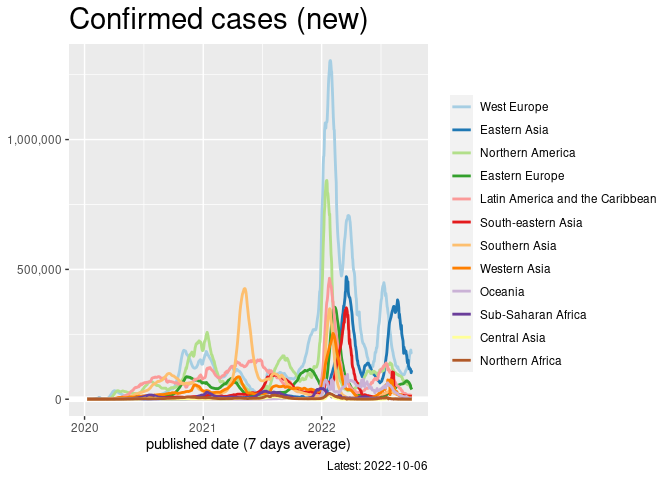 Confirmed cases (new)
1,000,000
500,000
0
2020
2021
2022
published date (7 days average)
Latest: 2022-10-06
West Europe
Eastern Asia
Northern America
Eastern Europe
Latin America and the Caribbean
South-eastern Asia
Southern Asia
Western Asia
Oceania
Sub-Saharan Africa
Central Asia
Northern Africa